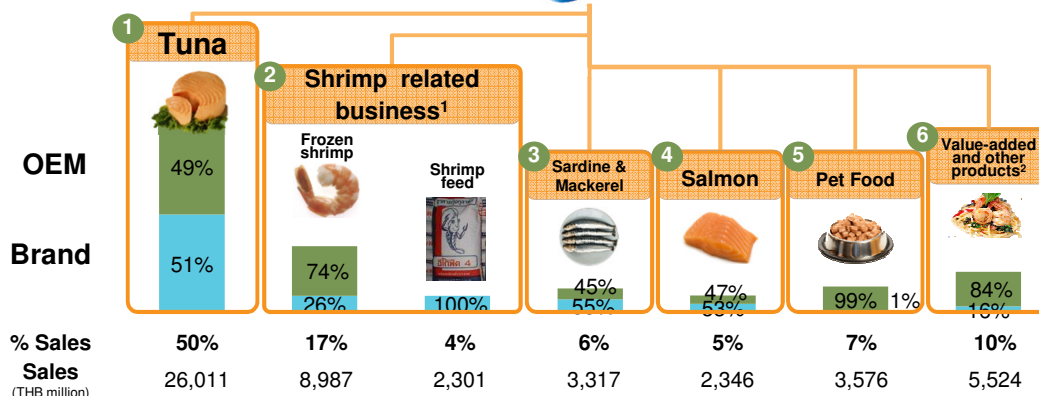 1
Tuna
2
Shrimp related
business¹
Frozen
shrimp
Shrimp
feed
3
Sardine &
Mackerel
4
Salmon
5
Pet Food
6
Value-added
and other
products²
OEM
49%
Brand
51%
74%
26%
100%
45%
55%
47%
53%
99%
1%
84%
16%
% Sales
50%
17%
4%
6%
5%
7%
10%
Sales
(THB million)
26,011
8,987
2,301
3,317
2,346
3,576
5,524